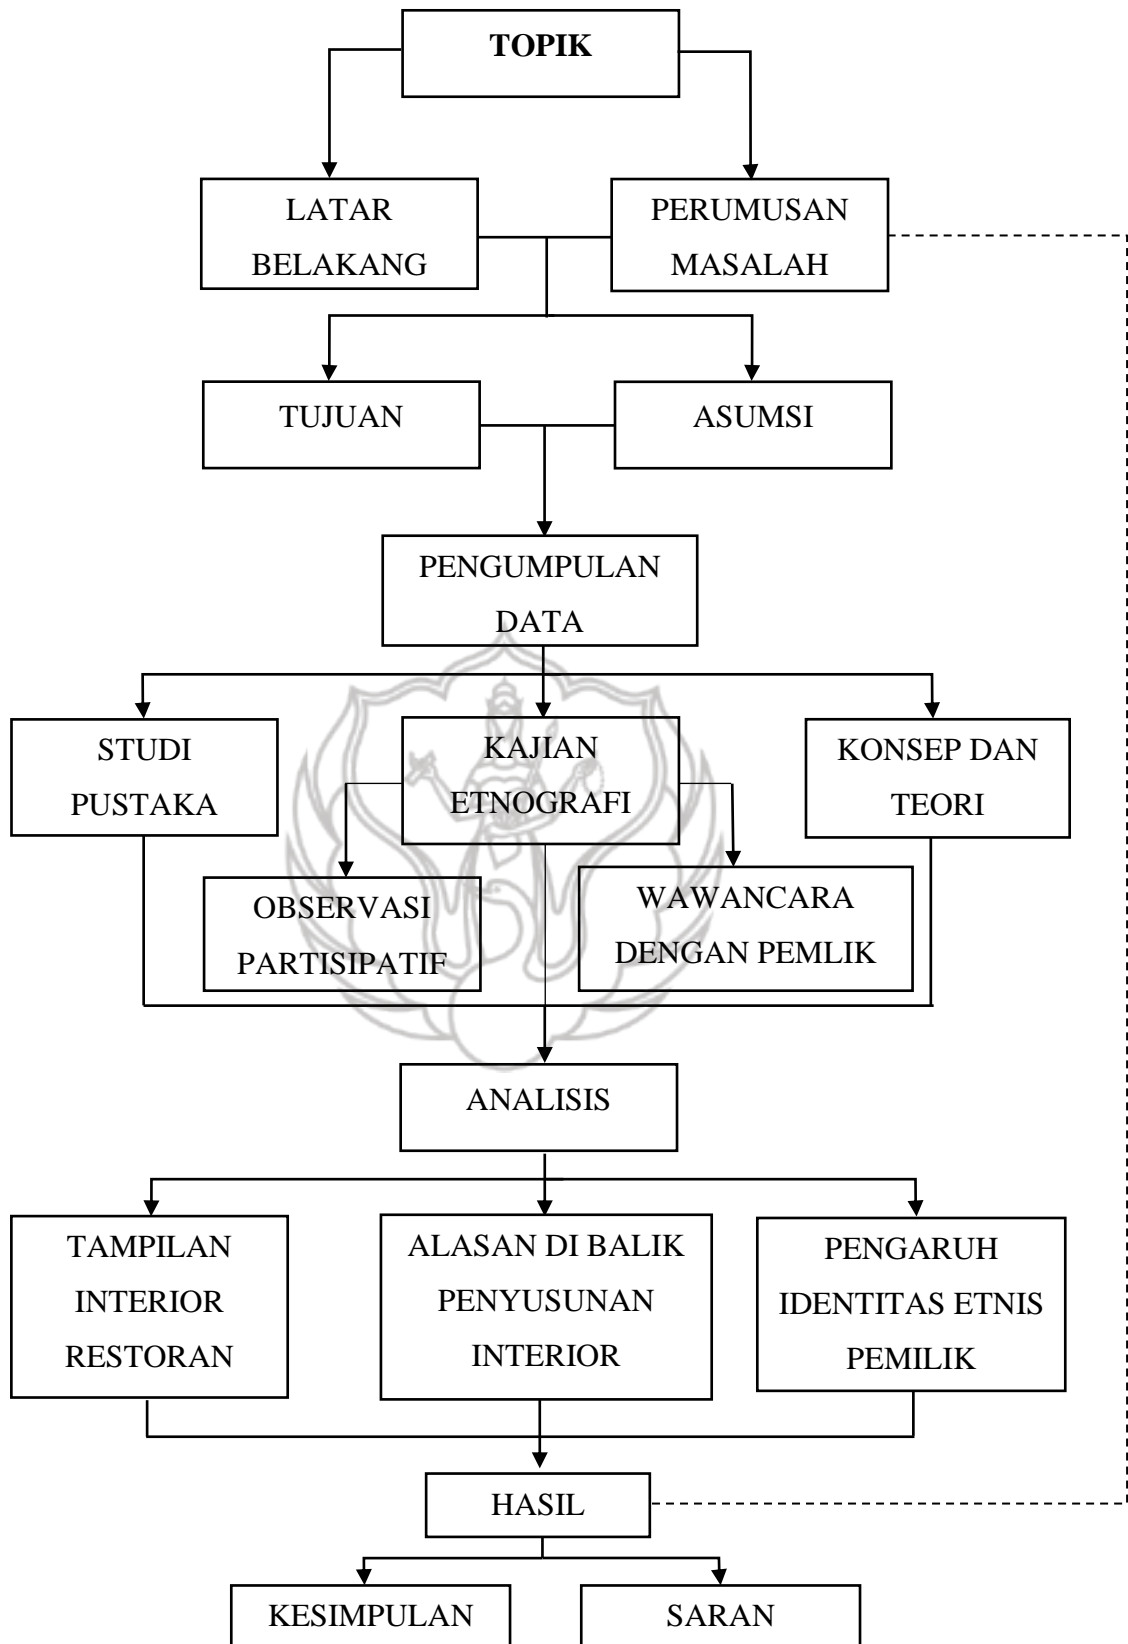 TOPIK
LATAR
BELAKANG
PERUMUSAN
MASALAH
TUJUAN
ASUMSI
PENGUMPULAN
DATA
STUDI
PUSTAKA
KAJIAN
ETNOGRAFI
KONSEP DAN
TEORI
OBSERVASI
PARTISIPATIF
WAWANCARA
DENGAN PEMLIK
ANALISIS
TAMPILAN
INTERIOR
RESTORAN
ALASAN DI BALIK
PENYUSUNAN
INTERIOR
PENGARUH
IDENTITAS ETNIS
PEMILIK
HASIL
KESIMPULAN
SARAN